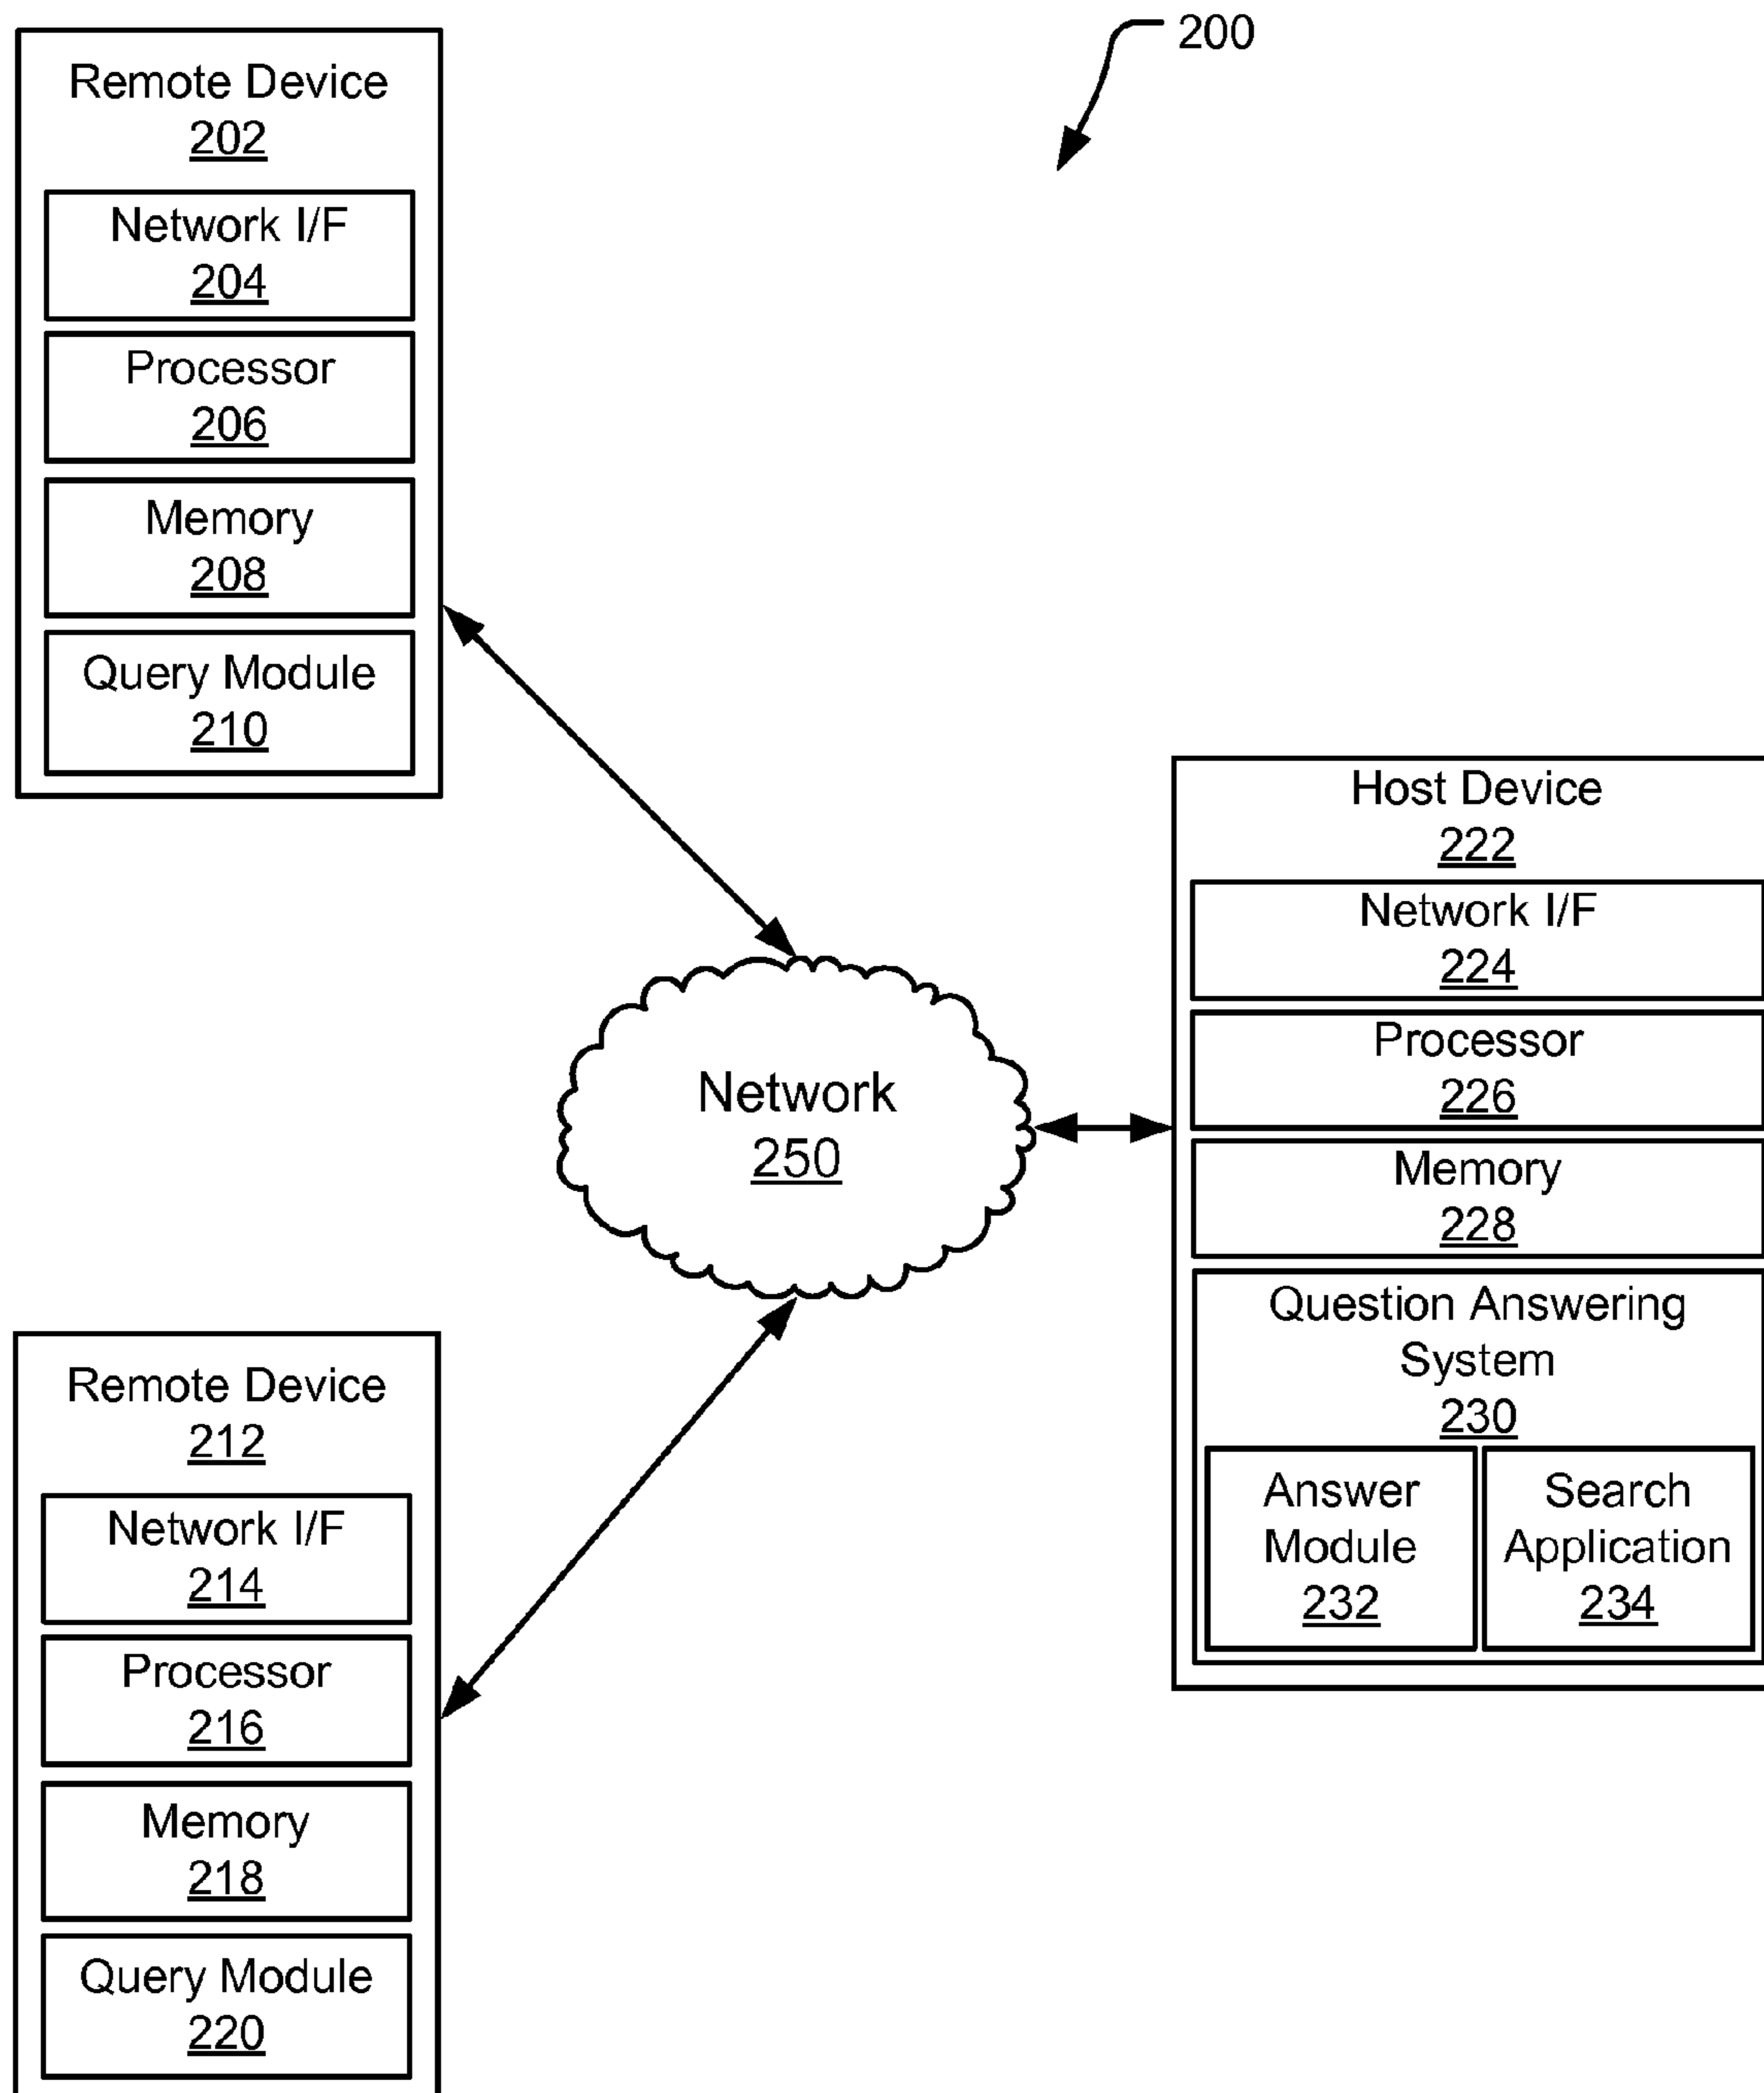 200
Remote Device
202
Network I/F
204
Processor
206
Memory
208
Query Module
210
Network
250
Host Device
222
Network I/F
224
Processor
226
Memory
228
Question Answering
System
230
Answer
Module
232
Search
Application
234
Remote Device
212
Network I/F
214
Processor
216
Memory
218
Query Module
220